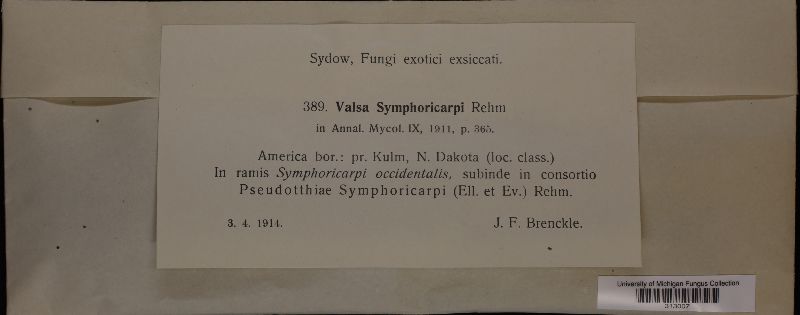 Sydow, Fungi exotici exsiccati.
389. Valsa Symphoricarpi Rehm
in Annal. Mycol. IX, 1911, p. 365.
America bor.: pr. Kulm, N. Dakota (loc. class.)
In ramis Symphoricarpi occidentalis, subinde in consortio
Pseudotthiae Symphoricarpi (Ell. et Ev.) Rehm.
3. 4. 1914. J. F. Brenckle.
University of Michigan Fungus Collection